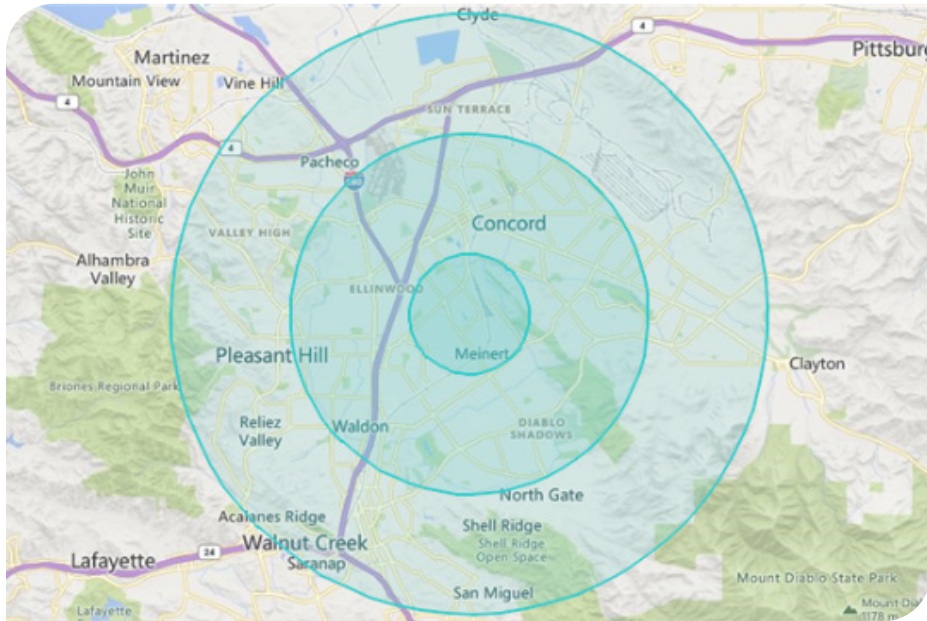 Clyde
4
Martinez
Pittsburg
Mountain View
Vine Hill
4
SUN TERRACE
4
Pacheco
John
Muir
National
Historic
Site
Concord
VALLEY HIGH
Alhambra
Valley
ELLINWOOD
Pleasant Hill
Meinert
Clayton
Briones Regional Park
Reliez
Valley
Waldon
DIABLO
SHADOWS
North Gate
Acalanes Ridge
Shell Ridge
Walnut Creek
Shell Ridge
Open Space
24
Lafayette
Saranap
Mount Diablo State Park
San Miguel
Lafayette
Mount Dia
1178 m